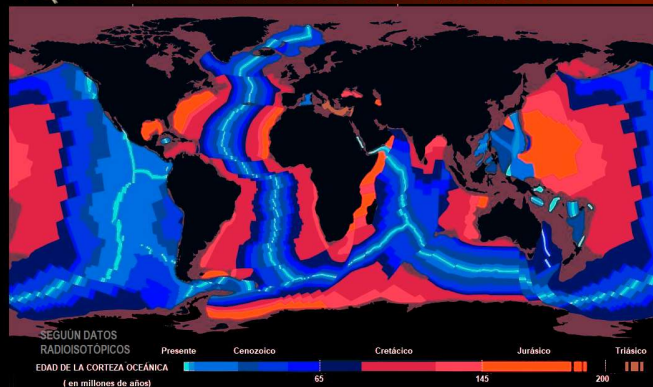 SEGUÚN DATOS
RADIOISOTÓPICOS
Presente Cenozoico Cretácico Jurásico Triásico
EDAD DE LA CORTEZA OCEÁNICA
65 145 200
( en millones de años)